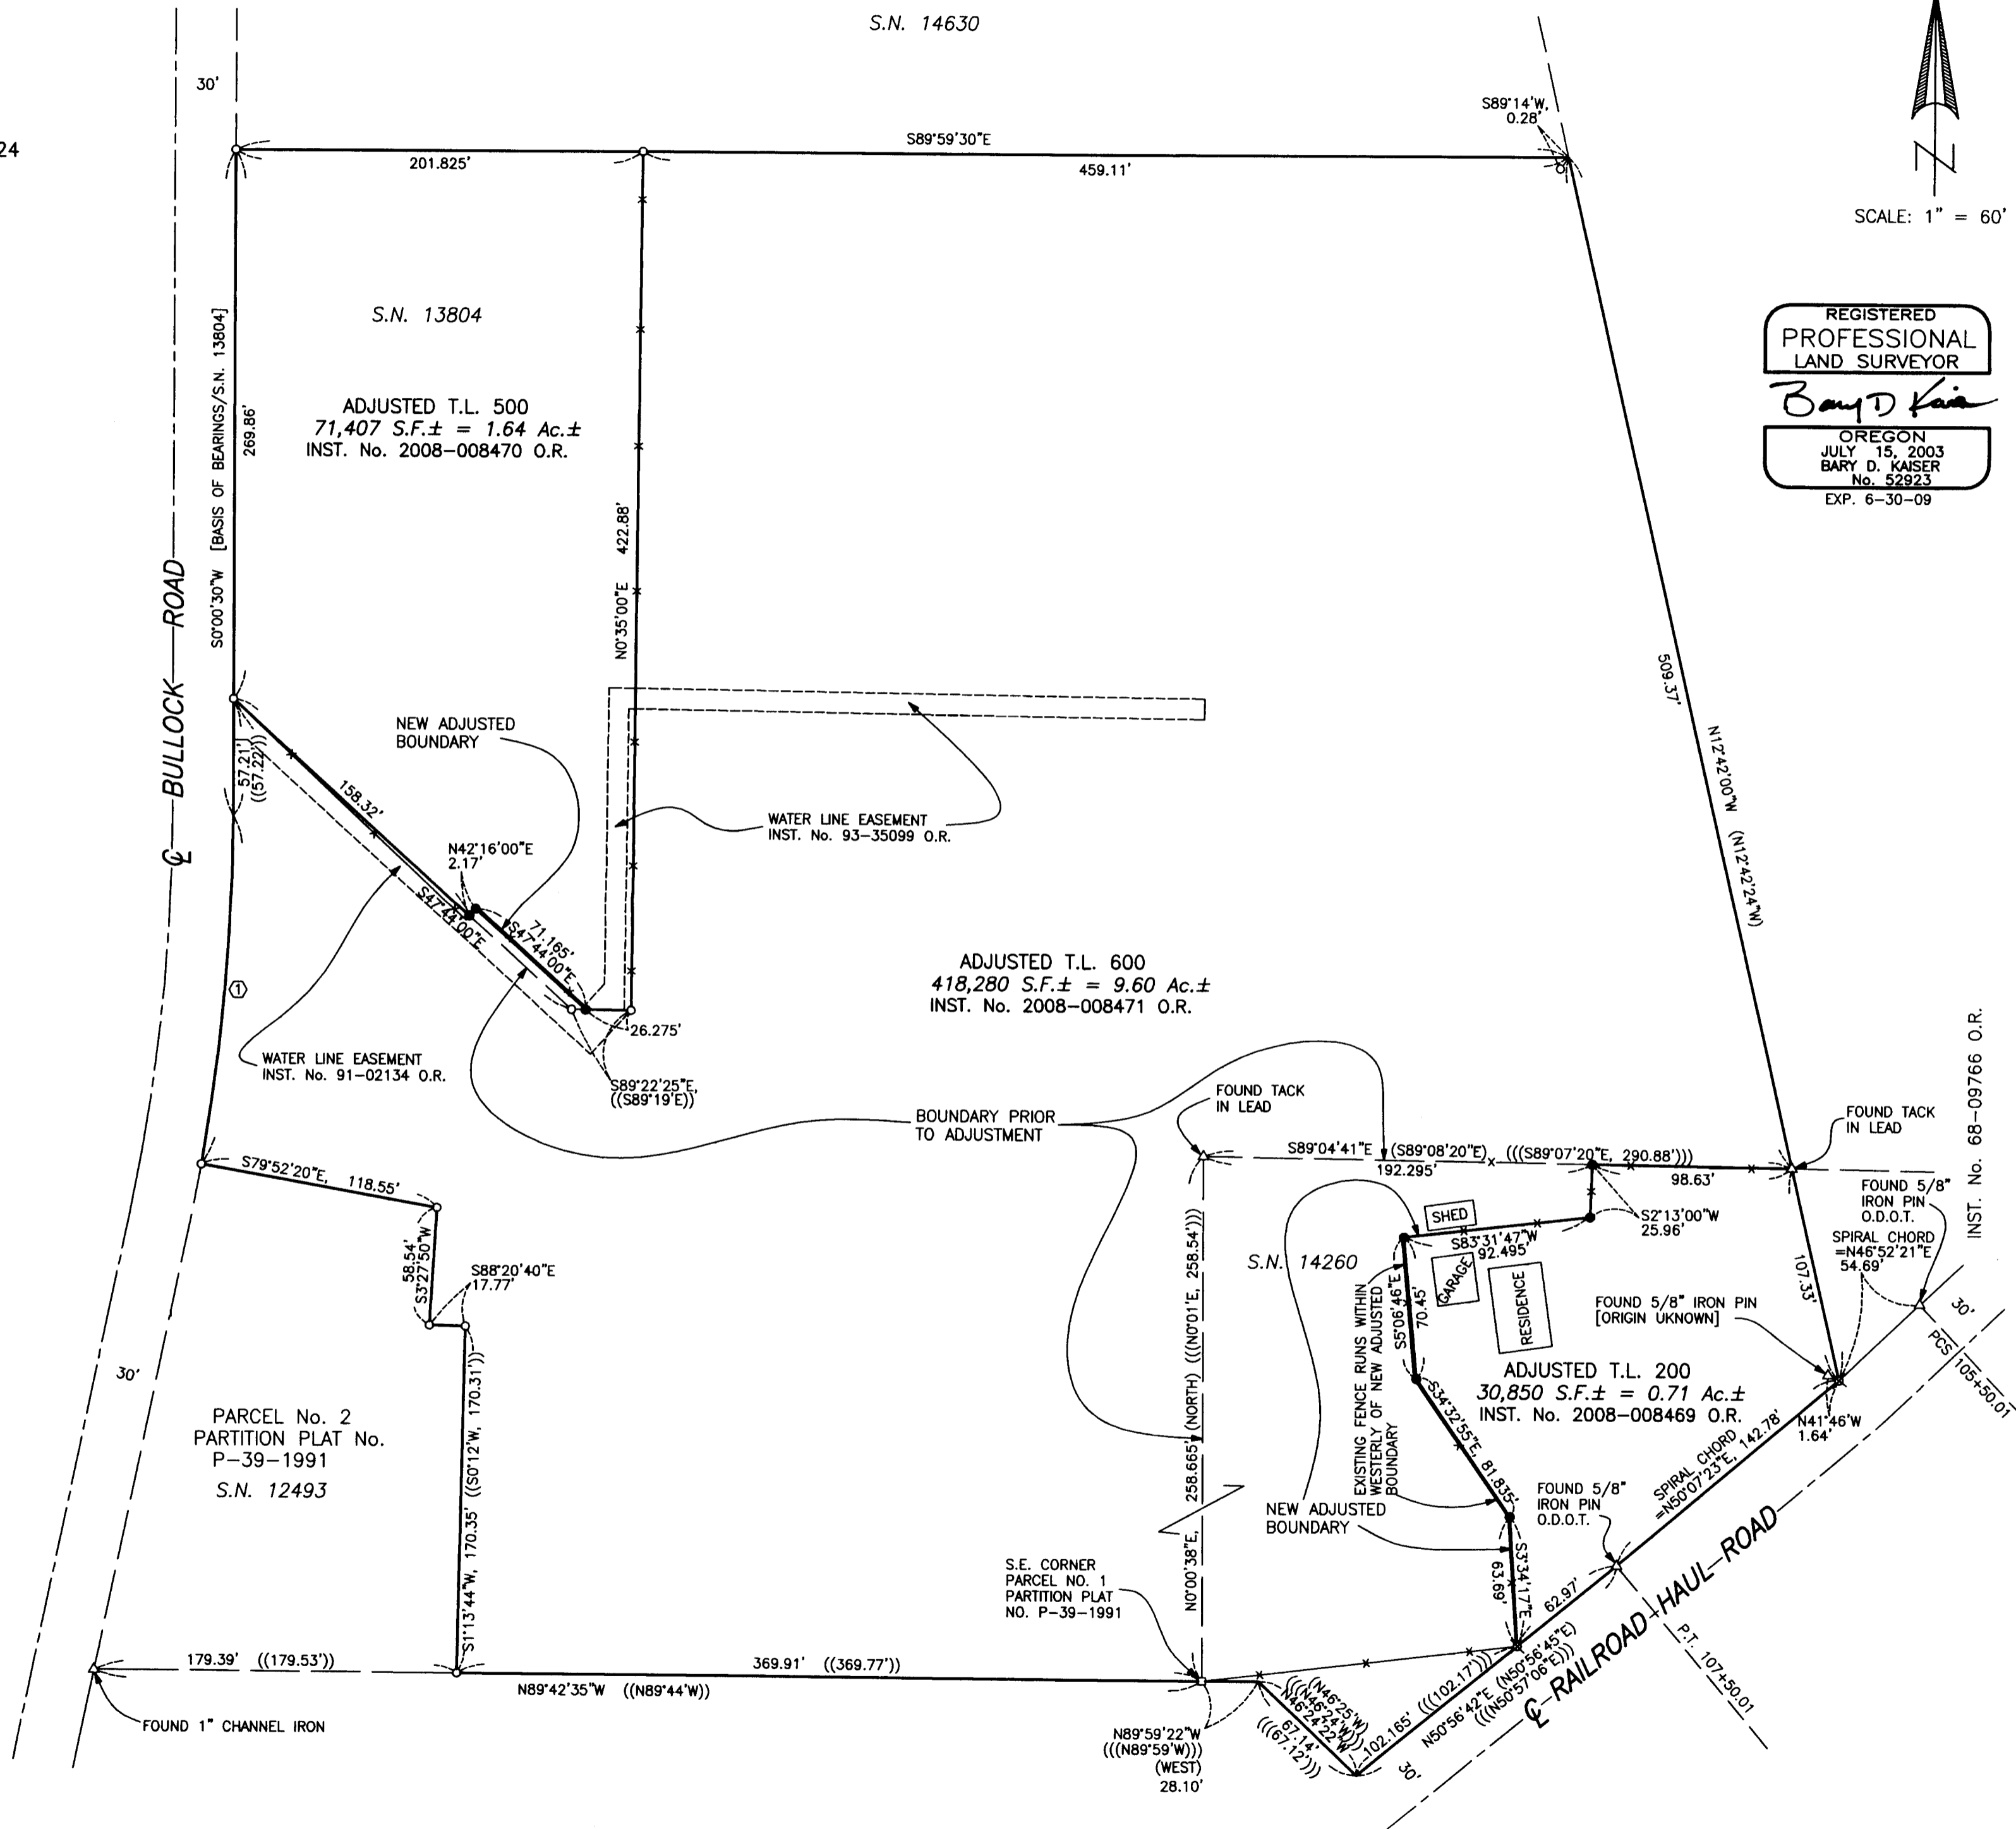 S.N. 14630
30'
24
S89°14'W,
0.28'
S89°59'30"E
201.825'
459.11'
N
SCALE: 1" = 60'
REGISTERED
PROFESSIONAL
LAND SURVEYOR
Bary D Kaiser
OREGON
JULY 15, 2003
BARY D. KAISER
No. 52923
EXP. 6-30-09
S.N. 13804
S0°00'30"W [BASIS OF BEARINGS/S.N. 13804]
269.86'
ADJUSTED T.L. 500
71,407 S.F.± = 1.64 Ac.±
INST. No. 2008-008470 O.R.
N0°35'00"E 422.88'
℄ BULLOCK ROAD
509.37'
N12°42'00"W (N12°42'24"W)
NEW ADJUSTED
BOUNDARY
57.21'
((57.22'))
158.32'
WATER LINE EASEMENT
INST. No. 93-35099 O.R.
N42°16'00"E
2.17'
S47°44'00"E
71.165'
S47°44'00"E
1
26.275'
S89°22'25"E,
((S89°19'E))
WATER LINE EASEMENT
INST. No. 91-02134 O.R.
ADJUSTED T.L. 600
418,280 S.F.± = 9.60 Ac.±
INST. No. 2008-008471 O.R.
BOUNDARY PRIOR
TO ADJUSTMENT
FOUND TACK
IN LEAD
FOUND TACK
IN LEAD
INST. No. 68-09766 O.R.
S89°04'41"E (S89°08'20"E) (((S89°07'20"E, 290.88')))
192.295'
98.63'
S79°52'20"E, 118.55'
FOUND 5/8"
IRON PIN
O.D.O.T.
SHED
S2°13'00"W
25.96'
S83°31'47"W
92.495'
SPIRAL CHORD
=N46°52'21"E
54.69'
58.54'
S3°27'50"W
S88°20'40"E
17.77'
S.N. 14260
GARAGE
RESIDENCE
S5°06'46"E
70.45'
107.33'
FOUND 5/8" IRON PIN
[ORIGIN UKNOWN]
30'
PCS 105+50.01
EXISTING FENCE RUNS WITHIN
WESTERLY OF NEW ADJUSTED
BOUNDARY
30'
ADJUSTED T.L. 200
30,850 S.F.± = 0.71 Ac.±
INST. No. 2008-008469 O.R.
N41°46'W
1.64'
S34°32'55"E, 81.835'
PARCEL No. 2
PARTITION PLAT No.
P-39-1991
S.N. 12493
S1°13'44"W, 170.35' ((S0°12'W, 170.31'))
N0°00'38"E, 258.665' (NORTH) (((N0°01'E, 258.54')))
SPIRAL CHORD
=N50°07'23"E, 142.78'
FOUND 5/8"
IRON PIN
O.D.O.T.
NEW ADJUSTED
BOUNDARY
S3°34'17"E
63.69'
S.E. CORNER
PARCEL NO. 1
PARTITION PLAT
NO. P-39-1991
62.97'
℄ RAILROAD HAUL ROAD
P.T. 107+50.01
179.39' ((179.53'))
369.91' ((369.77'))
N89°42'35"W ((N89°44'W))
FOUND 1" CHANNEL IRON
N89°59'22"W
(((N89°59'W)))
(WEST)
28.10'
(N46°25'W)
(((N46°24'W)))
N46°24'22"W
67.14'
(((67.12')))
102.165' (((102.17')))
N50°56'42"E (N50°56'45"E)
(((N50°57'06"E)))
30'